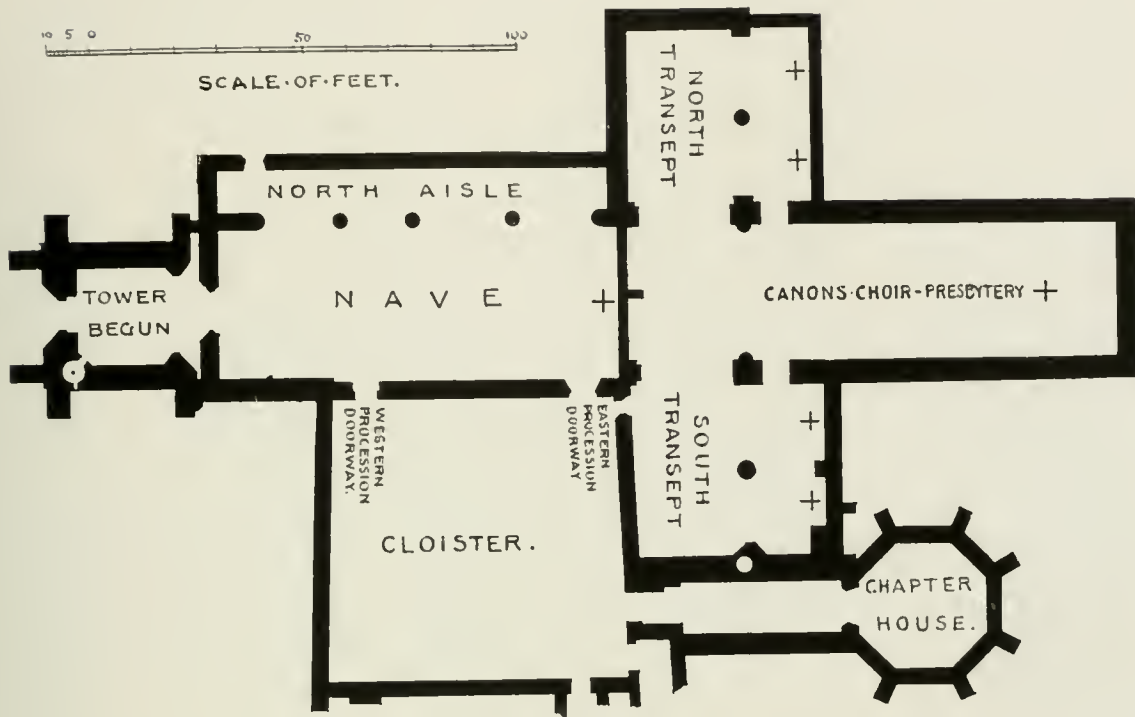 10 5 0 50 100
SCALE·OF·FEET.
NORTH
TRANSEPT
NORTH AISLE
TOWER
BEGUN
NAVE
CANONS·CHOIR-PRESBYTERY
WESTERN
PROCESSION
DOORWAY.
EASTERN
PROCESSION
DOORWAY
SOUTH
TRANSEPT
CLOISTER.
CHAPTER
HOUSE.